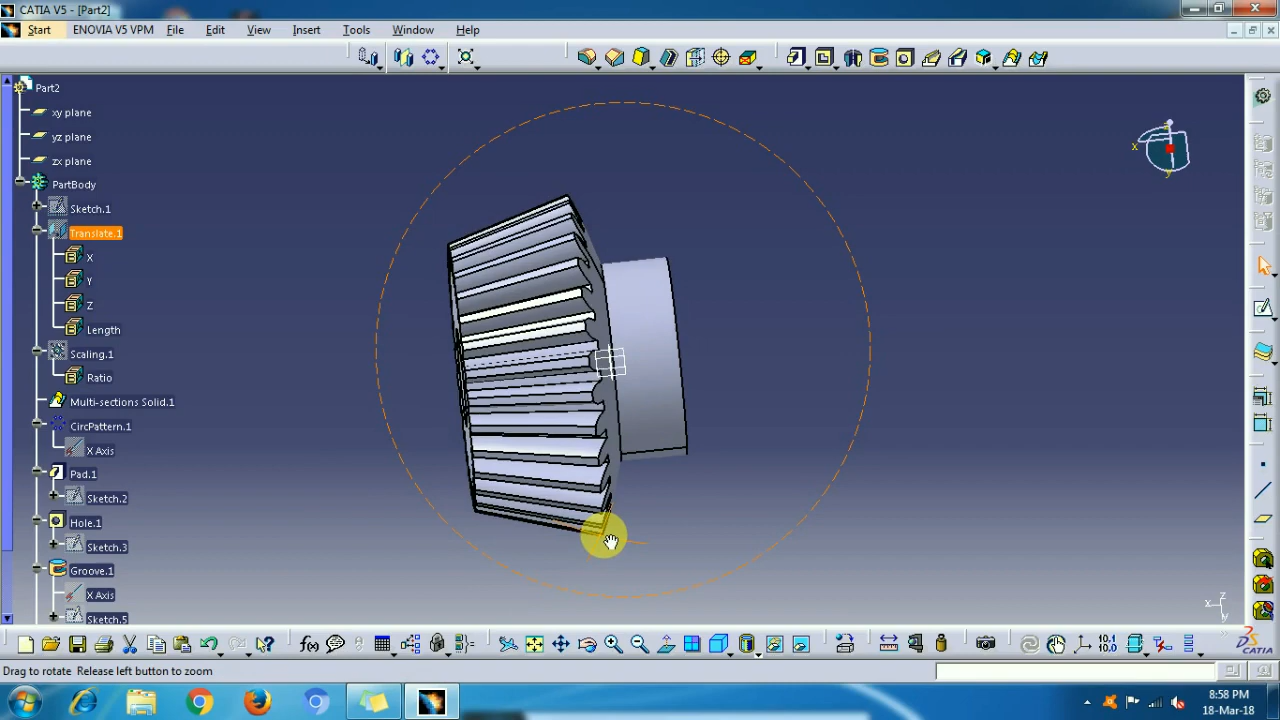 CATIA V5 - [Part2]
Start ENOVIA V5 VPM File Edit View Insert Tools Window Help
Part2
xy plane
yz plane
zx plane
PartBody
Sketch.1
Translate.1
X
Y
Z
Length
Scaling.1
Ratio
Multi-sections Solid.1
CircPattern.1
X Axis
Pad.1
Sketch.2
Hole.1
Sketch.3
Groove.1
X Axis
Sketch.5
x
y
z
x
y
f(x)
10.1
CATIA
Drag to rotate Release left button to zoom
8:58 PM
18-Mar-18